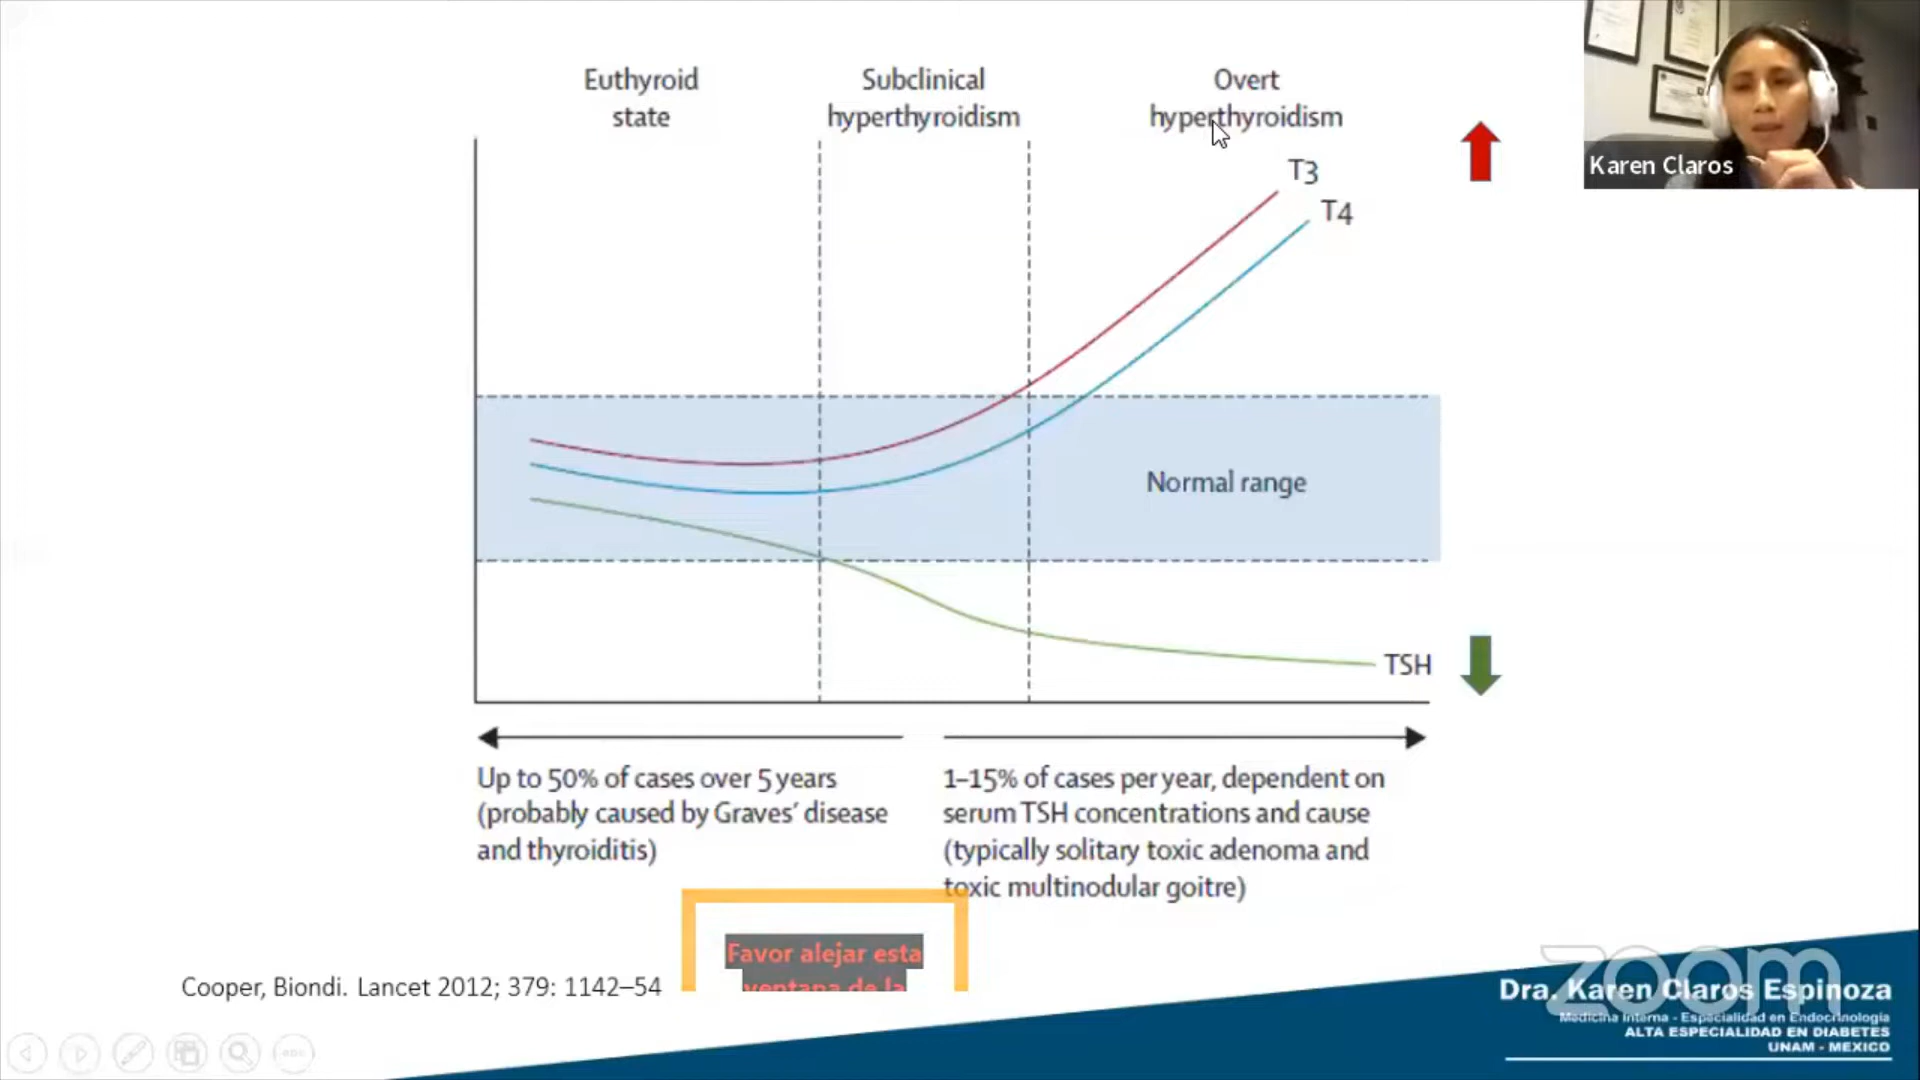 Euthyroid
state
Subclinical
hyperthyroidism
Overt
hyperthyroidism
Karen Claros
T3
T4
Normal range
TSH
Up to 50% of cases over 5 years
(probably caused by Graves' disease
and thyroiditis)
1–15% of cases per year, dependent on
serum TSH concentrations and cause
(typically solitary toxic adenoma and
toxic multinodular goitre)
Favor alejar esta
ventana de la
Cooper, Biondi. Lancet 2012; 379: 1142–54
zoom
Dra. Karen Claros Espinoza
Medicina Interna - Especialidad en Endocrinología
ALTA ESPECIALIDAD EN DIABETES
UNAM - MEXICO